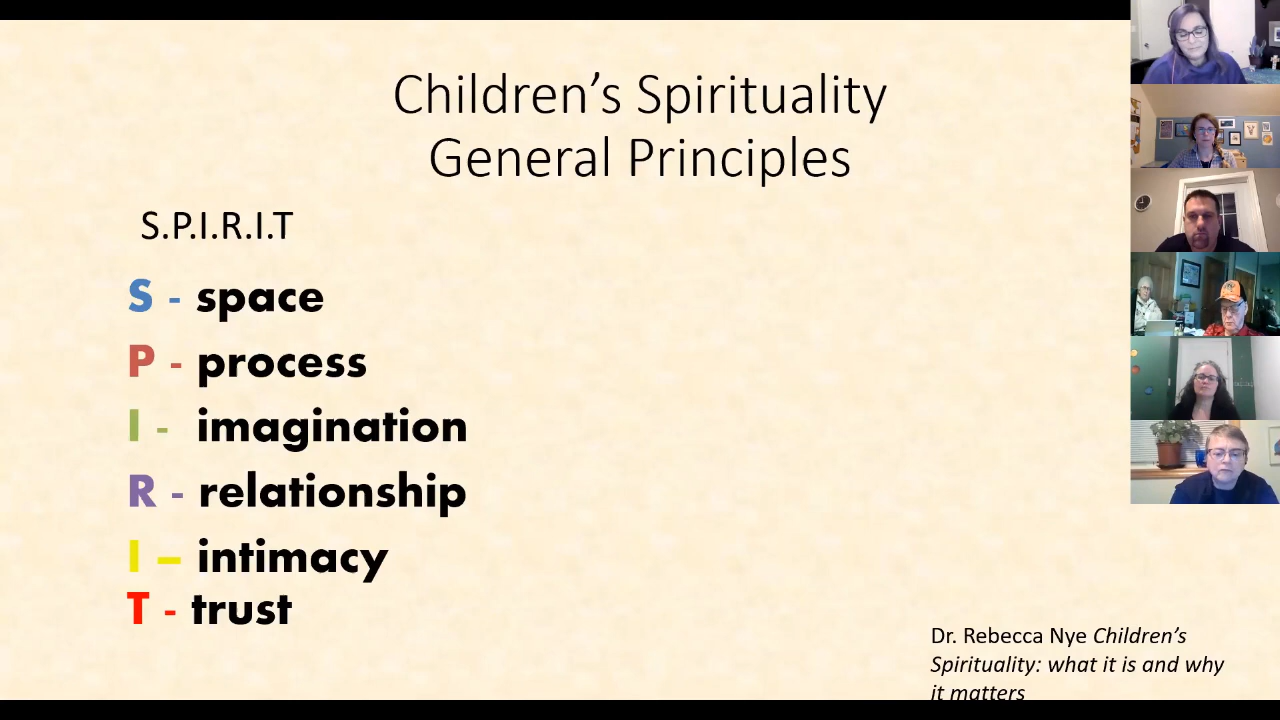 Children’s Spirituality
General Principles
S.P.I.R.I.T
S - space
P - process
I - imagination
R - relationship
I – intimacy
T - trust
Dr. Rebecca Nye Children’s
Spirituality: what it is and why
it matters